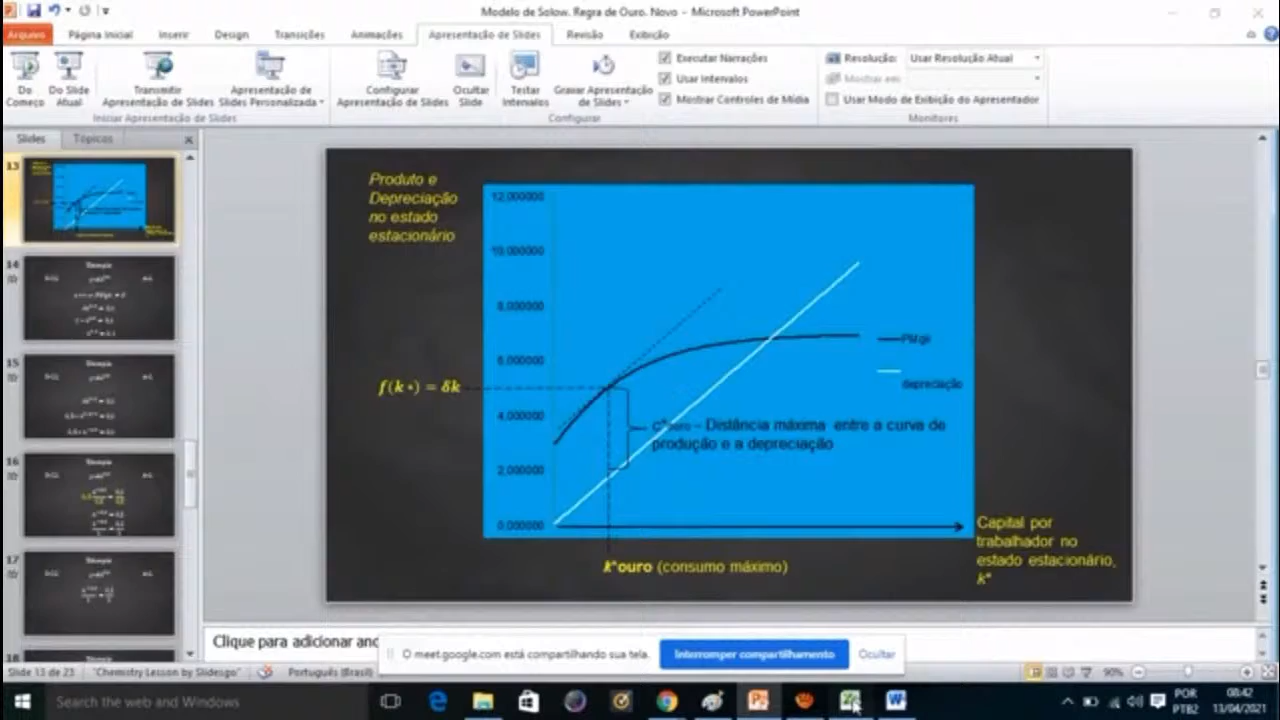 Modelo de Solow. Regra de Ouro. Novo - Microsoft PowerPoint
Arquivo Página Inicial Inserir Design Transições Animações Apresentação de Slides Revisão Exibição
Do Começo
Do Slide Atual
Transmitir Apresentação de Slides
Apresentação de Slides Personalizada
Configurar Apresentação de Slides
Ocultar Slide
Testar Intervalos
Gravar Apresentação de Slides
Executar Narrações
Usar Intervalos
Mostrar Controles de Mídia
Resolução: Usar Resolução Atual
Mostrar em:
Usar Modo de Exibição do Apresentador
Iniciar Apresentação de Slides
Configurar
Monitores
Slides Tópicos
13
14
15
16
17
18
Produto e
Depreciação
no estado
estacionário
12,000000
10,000000
8,000000
6,000000
4,000000
2,000000
0,000000
f(k*) = δk
PMgk
depreciação
c*ouro – Distância máxima entre a curva de
produção e a depreciação
k*ouro (consumo máximo)
Capital por
trabalhador no
estado estacionário,
k*
Clique para adicionar ano
O meet.google.com está compartilhando sua tela.
Interromper compartilhamento
Ocultar
Slide 13 de 23
"Chemistry Lesson by Slidesgo"
Português (Brasil)
90%
Search the web and Windows
POR
PTB2
08:42
13/04/2021